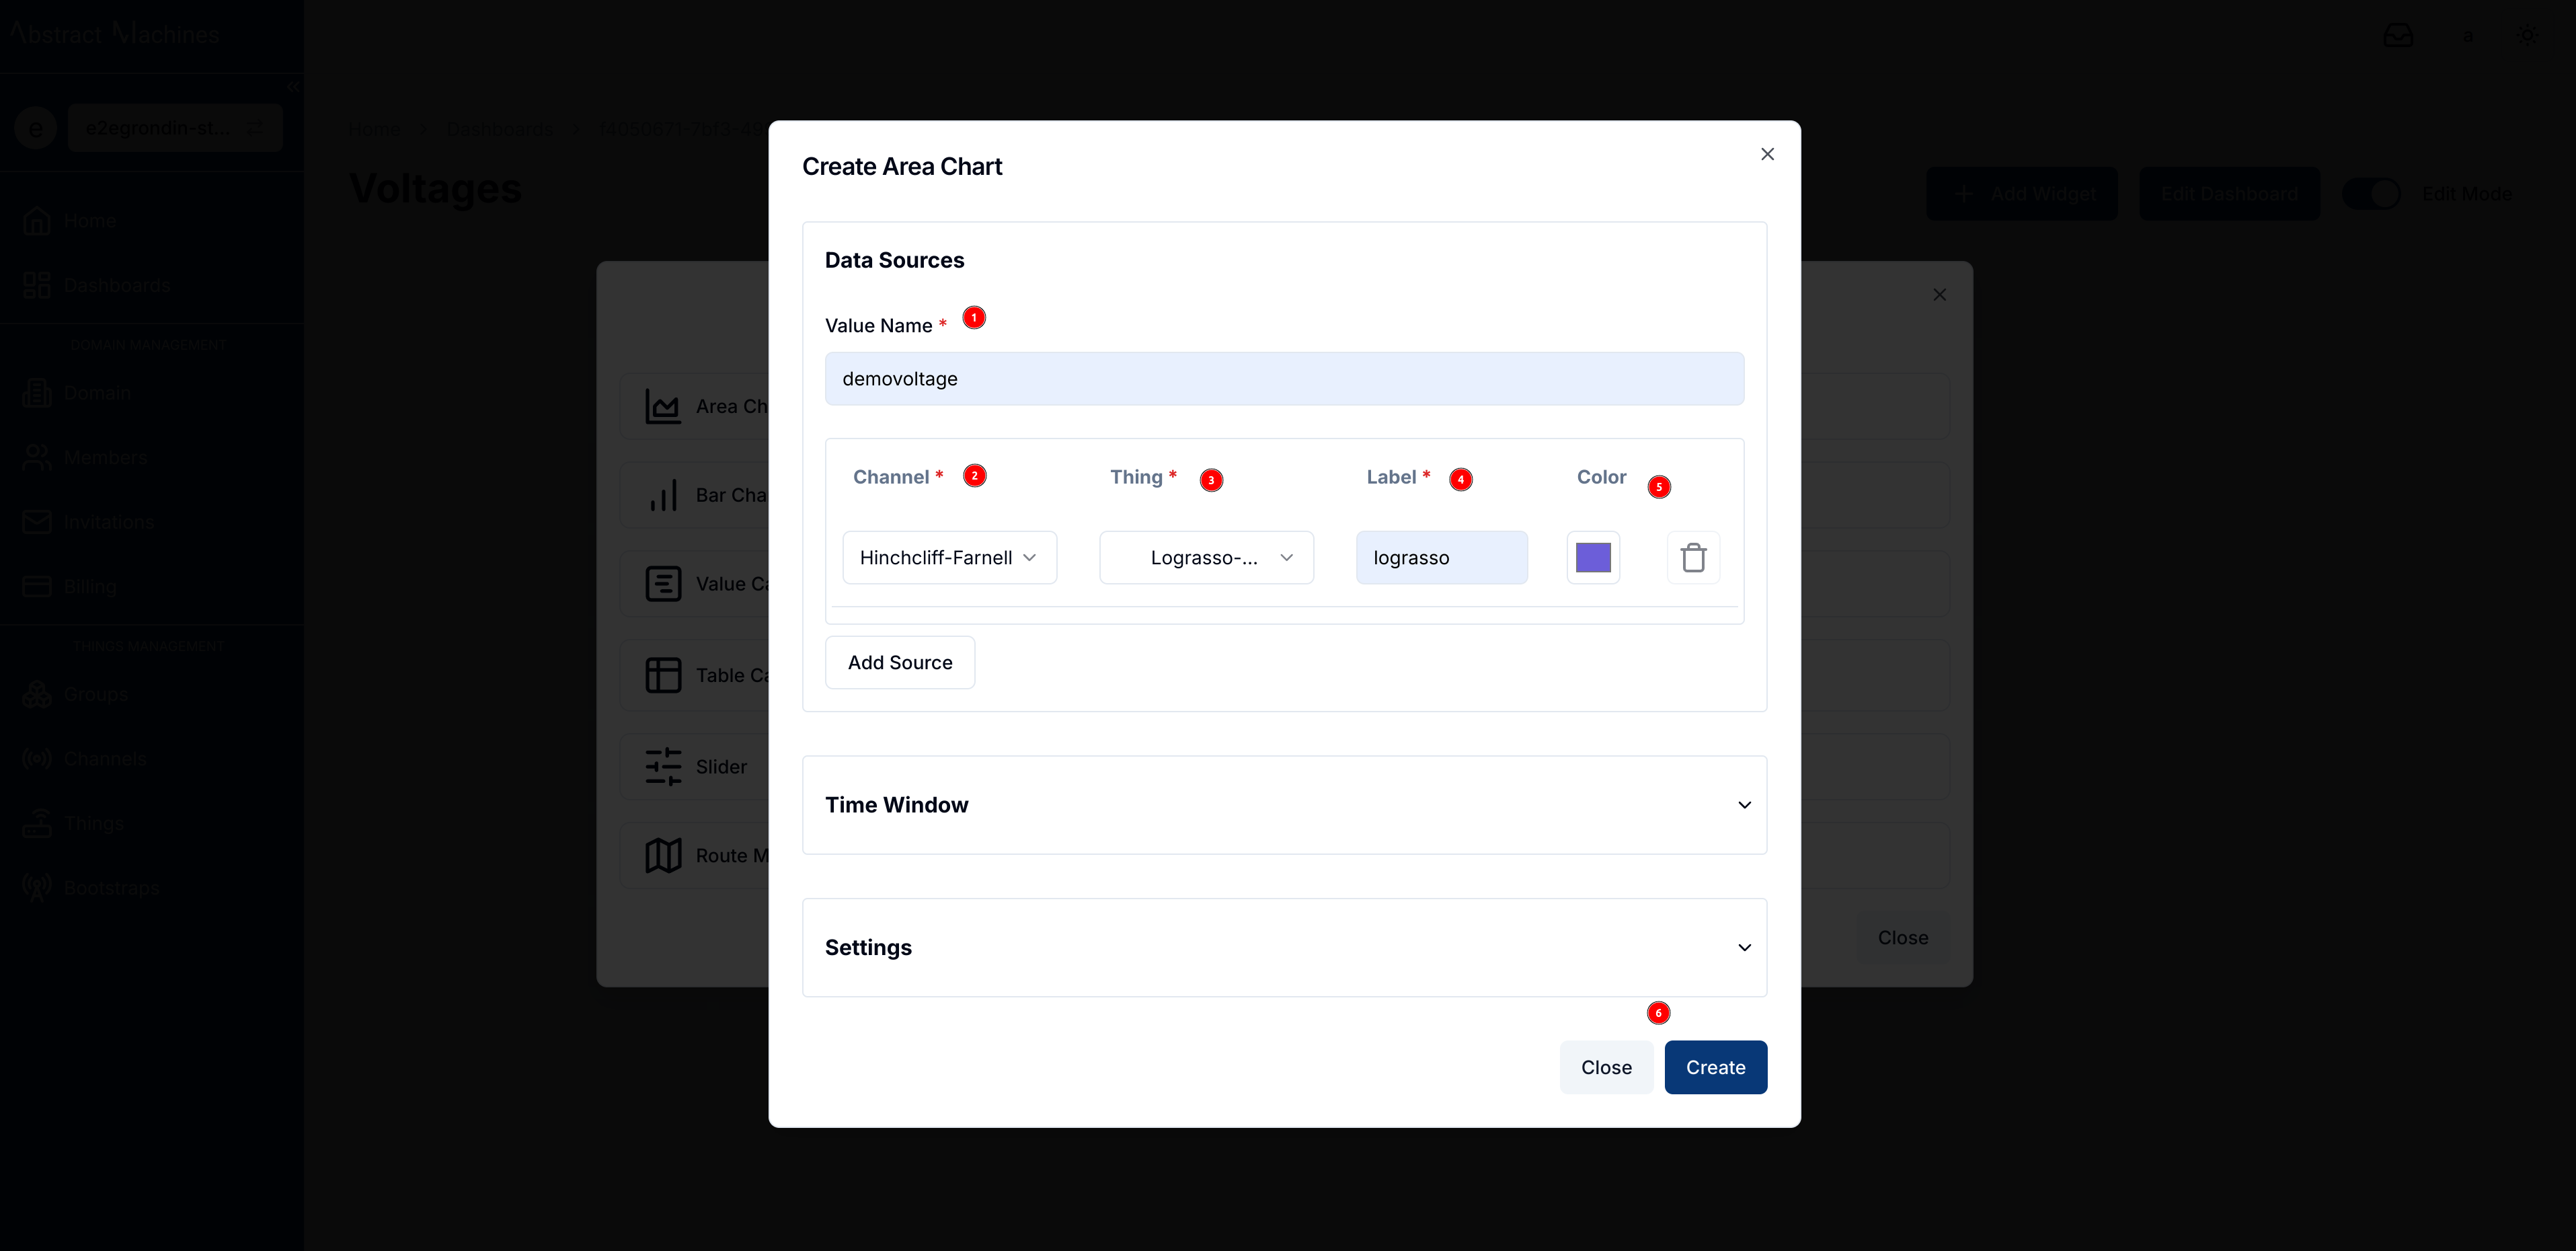 Abstract Machines
a
e
e2egrondin-st...
Home
Dashboards
DOMAIN MANAGEMENT
Domain
Members
Invitations
Billing
THINGS MANAGEMENT
Groups
Channels
Things
Bootstraps
Home > Dashboards >
Voltages
Add Widget
Edit Dashboard
Edit Mode
Area Ch
Bar Cha
Value Ca
Table Ca
Slider
Route M
Close
Create Area Chart
Data Sources
Value Name * 1
demovoltage
Channel * 2 Thing * 3 Label * 4 Color 5
Hinchcliff-Farnell Lograsso-... lograsso
Add Source
Time Window
Settings
6
Close Create